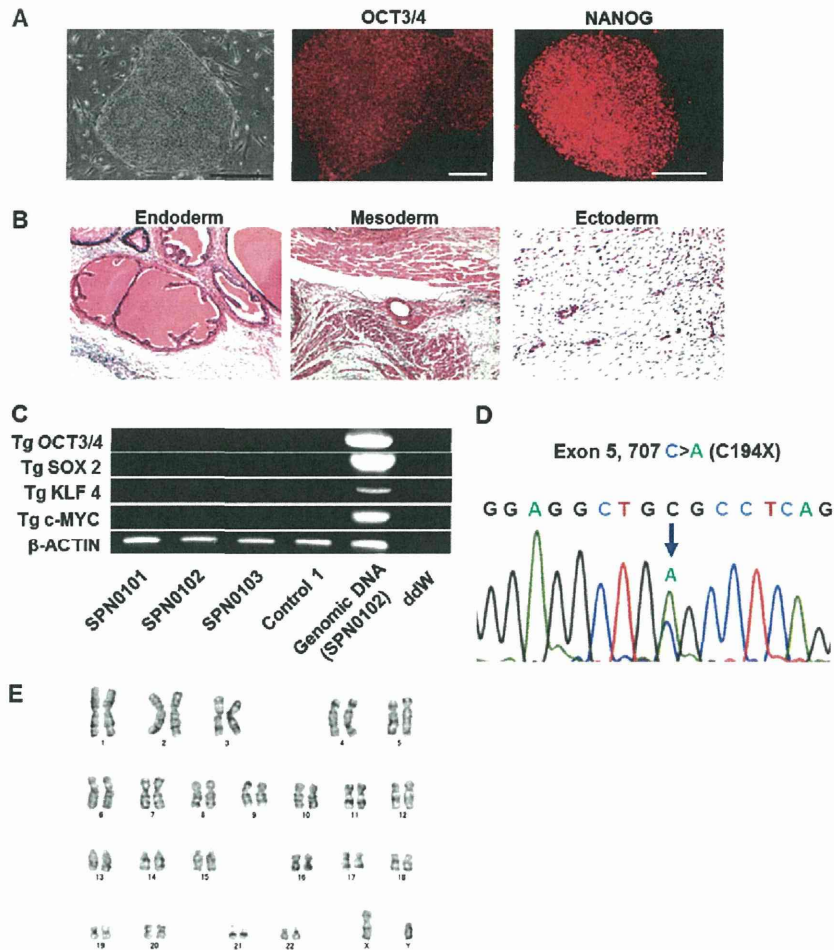 A
OCT3/4
NANOG
B
Endoderm
Mesoderm
Ectoderm
C
Tg OCT3/4
Tg SOX 2
Tg KLF 4
Tg c-MYC
β-ACTIN
SPN0101
SPN0102
SPN0103
Control 1
Genomic DNA
(SPN0102)
ddW
D
Exon 5, 707 C>A (C194X)
G G A G G C T G C G C C T C A G
A
E
1 2 3 4 5
6 7 8 9 10 11 12
13 14 15 16 17 18
19 20 21 22 X Y